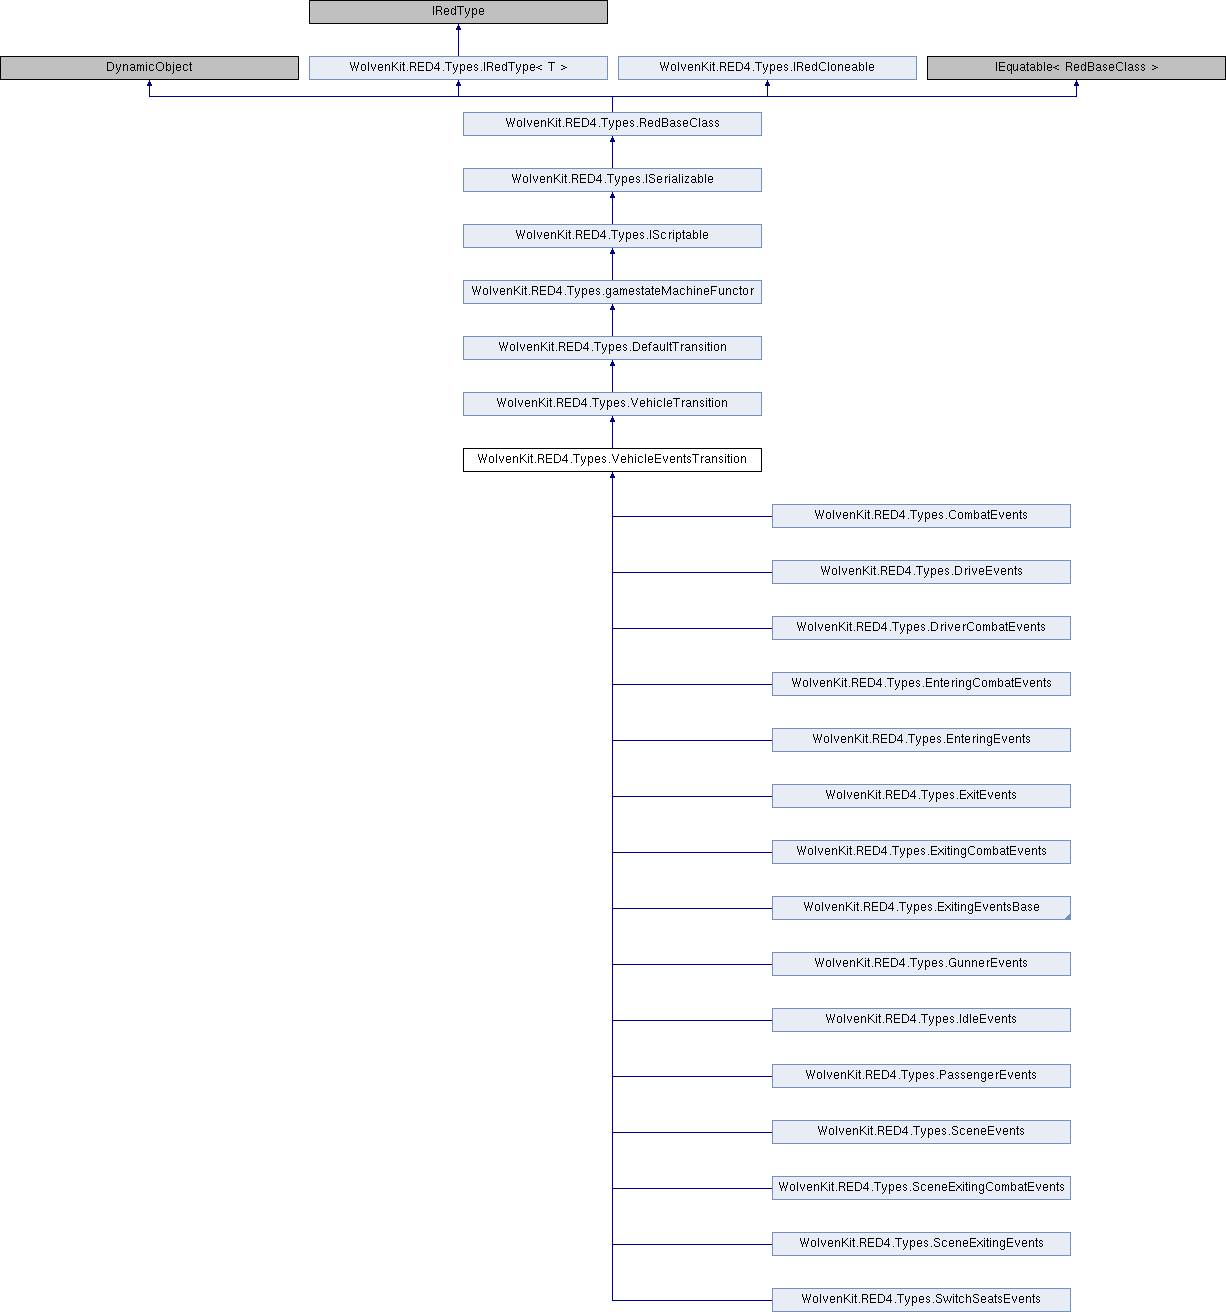 IRedType
DynamicObject
WolvenKit.RED4.Types.IRedType< T >
WolvenKit.RED4.Types.IRedCloneable
IEquatable< RedBaseClass >
WolvenKit.RED4.Types.RedBaseClass
WolvenKit.RED4.Types.ISerializable
WolvenKit.RED4.Types.IScriptable
WolvenKit.RED4.Types.gamestateMachineFunctor
WolvenKit.RED4.Types.DefaultTransition
WolvenKit.RED4.Types.VehicleTransition
WolvenKit.RED4.Types.VehicleEventsTransition
WolvenKit.RED4.Types.CombatEvents
WolvenKit.RED4.Types.DriveEvents
WolvenKit.RED4.Types.DriverCombatEvents
WolvenKit.RED4.Types.EnteringCombatEvents
WolvenKit.RED4.Types.EnteringEvents
WolvenKit.RED4.Types.ExitEvents
WolvenKit.RED4.Types.ExitingCombatEvents
WolvenKit.RED4.Types.ExitingEventsBase
WolvenKit.RED4.Types.GunnerEvents
WolvenKit.RED4.Types.IdleEvents
WolvenKit.RED4.Types.PassengerEvents
WolvenKit.RED4.Types.SceneEvents
WolvenKit.RED4.Types.SceneExitingCombatEvents
WolvenKit.RED4.Types.SceneExitingEvents
WolvenKit.RED4.Types.SwitchSeatsEvents